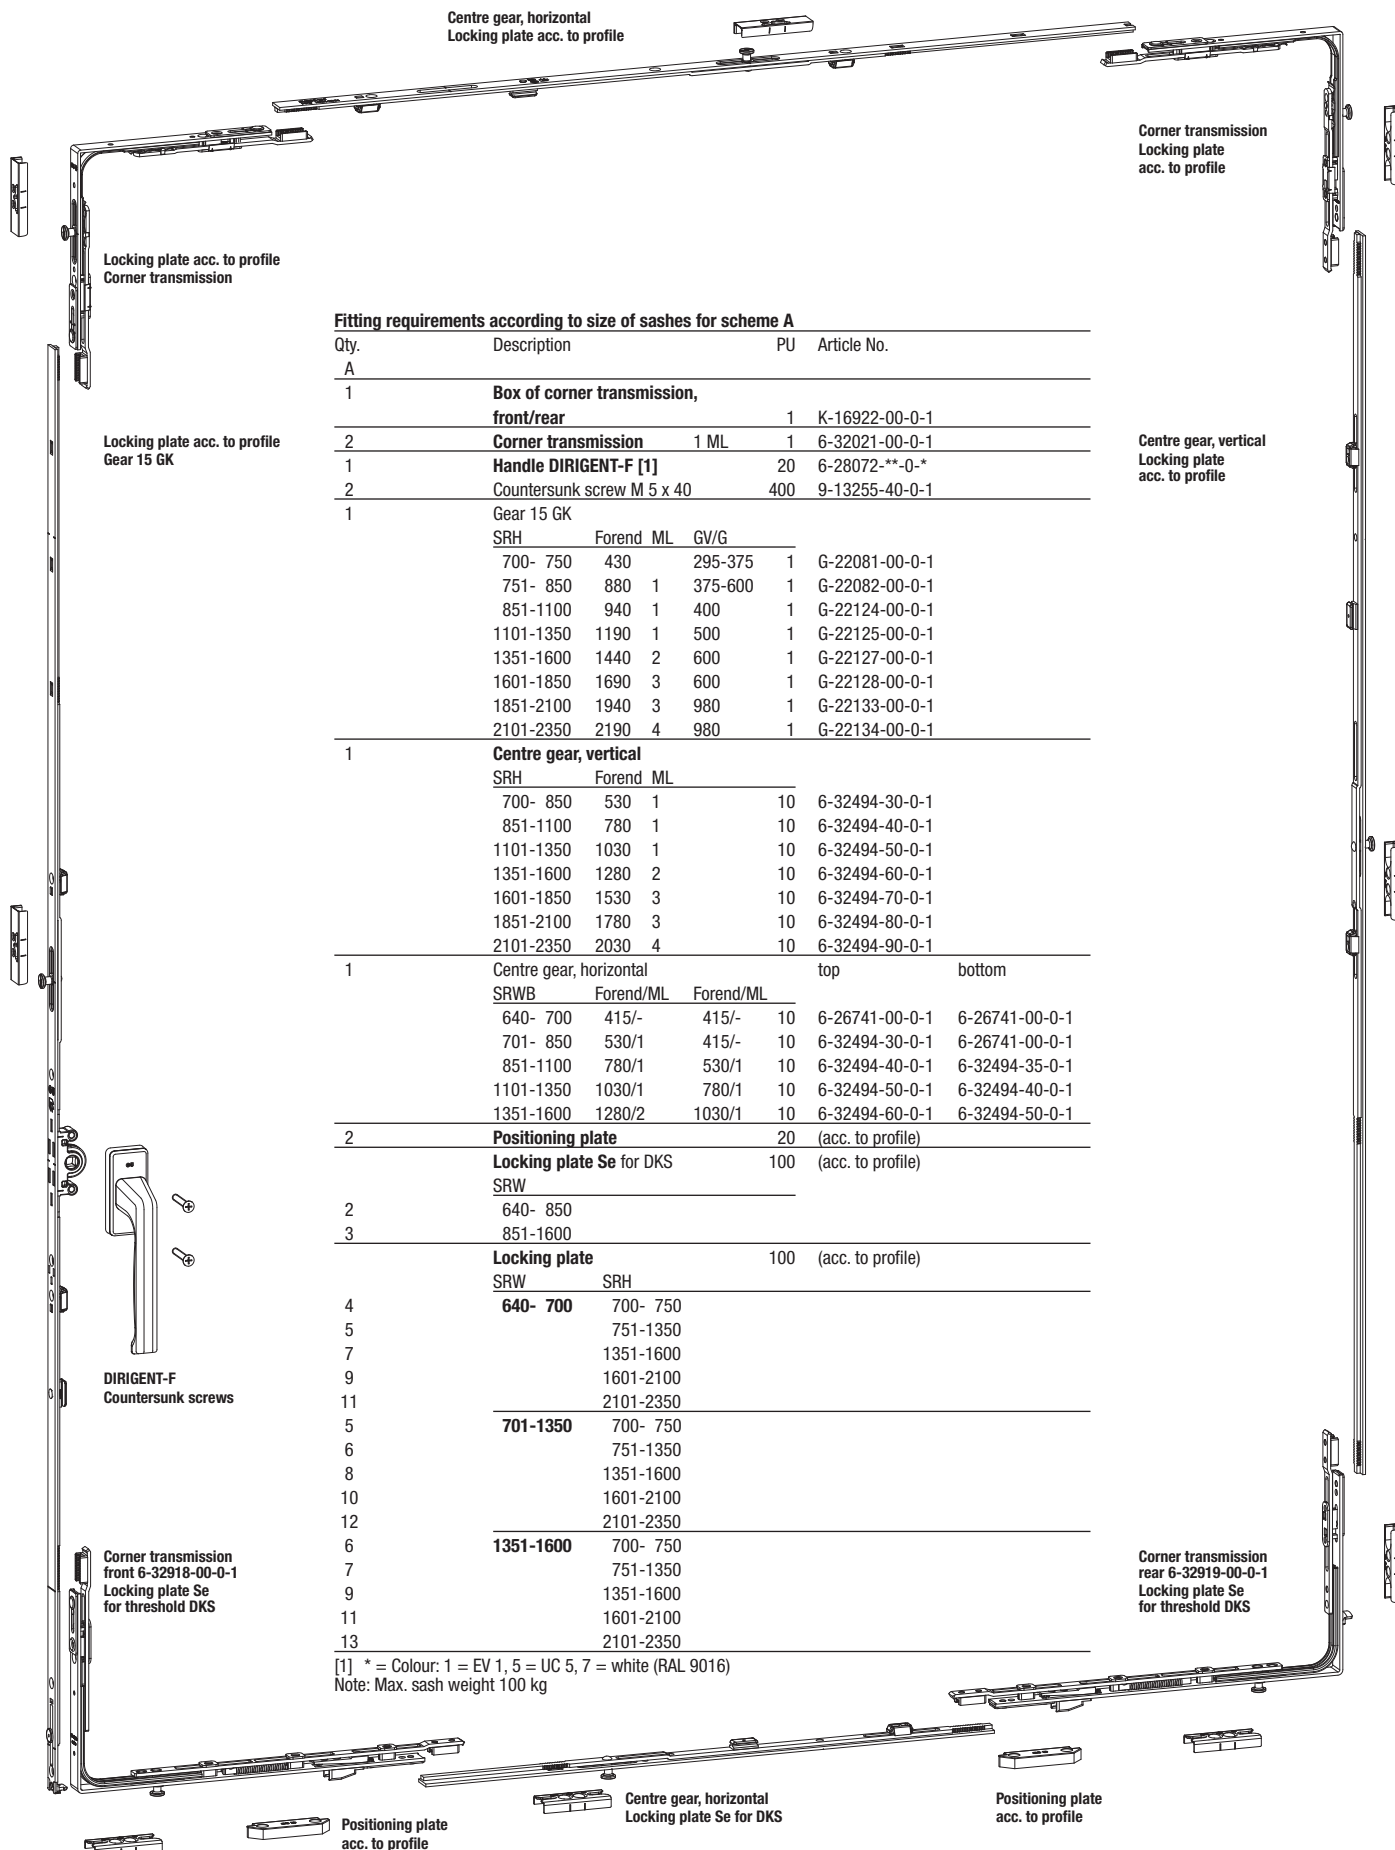 Centre gear, horizontal
Locking plate acc. to profile
Corner transmission
Locking plate
acc. to profile
Locking plate acc. to profile
Corner transmission
Locking plate acc. to profile
Gear 15 GK
Centre gear, vertical
Locking plate
acc. to profile
Fitting requirements according to size of sashes for scheme A
Qty. Description PU Article No.
A
1 Box of corner transmission,
front/rear 1 K-16922-00-0-1
2 Corner transmission 1 ML 1 6-32021-00-0-1
1 Handle DIRIGENT-F [1] 20 6-28072-**-0-*
2 Countersunk screw M 5 x 40 400 9-13255-40-0-1
1 Gear 15 GK
SRH Forend ML GV/G
700- 750 430 295-375 1 G-22081-00-0-1
751- 850 880 1 375-600 1 G-22082-00-0-1
851-1100 940 1 400 1 G-22124-00-0-1
1101-1350 1190 1 500 1 G-22125-00-0-1
1351-1600 1440 2 600 1 G-22127-00-0-1
1601-1850 1690 3 600 1 G-22128-00-0-1
1851-2100 1940 3 980 1 G-22133-00-0-1
2101-2350 2190 4 980 1 G-22134-00-0-1
1 Centre gear, vertical
SRH Forend ML
700- 850 530 1 10 6-32494-30-0-1
851-1100 780 1 10 6-32494-40-0-1
1101-1350 1030 1 10 6-32494-50-0-1
1351-1600 1280 2 10 6-32494-60-0-1
1601-1850 1530 3 10 6-32494-70-0-1
1851-2100 1780 3 10 6-32494-80-0-1
2101-2350 2030 4 10 6-32494-90-0-1
1 Centre gear, horizontal top bottom
SRWB Forend/ML Forend/ML
640- 700 415/- 415/- 10 6-26741-00-0-1 6-26741-00-0-1
701- 850 530/1 415/- 10 6-32494-30-0-1 6-26741-00-0-1
851-1100 780/1 530/1 10 6-32494-40-0-1 6-32494-35-0-1
1101-1350 1030/1 780/1 10 6-32494-50-0-1 6-32494-40-0-1
1351-1600 1280/2 1030/1 10 6-32494-60-0-1 6-32494-50-0-1
2 Positioning plate 20 (acc. to profile)
Locking plate Se for DKS 100 (acc. to profile)
SRW
2 640- 850
3 851-1600
Locking plate 100 (acc. to profile)
SRW SRH
4 640- 700 700- 750
5 751-1350
7 1351-1600
9 1601-2100
11 2101-2350
5 701-1350 700- 750
6 751-1350
8 1351-1600
10 1601-2100
12 2101-2350
6 1351-1600 700- 750
7 751-1350
9 1351-1600
11 1601-2100
13 2101-2350
[1] * = Colour: 1 = EV 1, 5 = UC 5, 7 = white (RAL 9016)
Note: Max. sash weight 100 kg
DIRIGENT-F
Countersunk screws
Corner transmission
front 6-32918-00-0-1
Locking plate Se
for threshold DKS
Corner transmission
rear 6-32919-00-0-1
Locking plate Se
for threshold DKS
Centre gear, horizontal
Locking plate Se for DKS
Positioning plate
acc. to profile
Positioning plate
acc. to profile